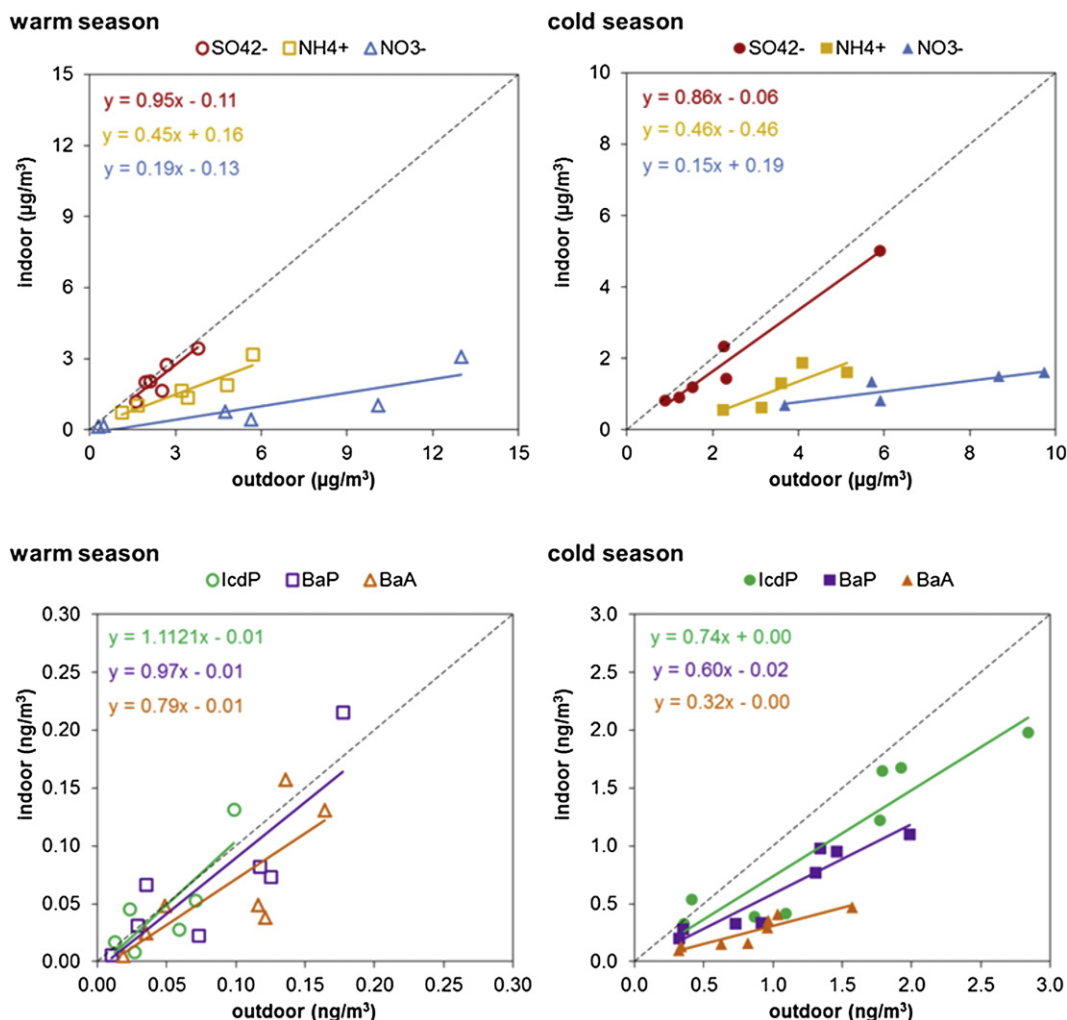 warm season
SO42- NH4+ NO3-
15
12
9
6
3
0
y = 0.95x - 0.11
y = 0.45x + 0.16
y = 0.19x - 0.13
indoor (µg/m³)
0 3 6 9 12 15
outdoor (µg/m³)
cold season
SO42- NH4+ NO3-
10
8
6
4
2
0
y = 0.86x - 0.06
y = 0.46x - 0.46
y = 0.15x + 0.19
indoor (µg/m³)
0 2 4 6 8 10
outdoor (µg/m³)
warm season
IcdP BaP BaA
0.30
0.25
0.20
0.15
0.10
0.05
0.00
y = 1.1121x - 0.01
y = 0.97x - 0.01
y = 0.79x - 0.01
indoor (ng/m³)
0.00 0.05 0.10 0.15 0.20 0.25 0.30
outdoor (ng/m³)
cold season
IcdP BaP BaA
3.0
2.5
2.0
1.5
1.0
0.5
0.0
y = 0.74x + 0.00
y = 0.60x - 0.02
y = 0.32x - 0.00
indoor (ng/m³)
0.0 0.5 1.0 1.5 2.0 2.5 3.0
outdoor (ng/m³)